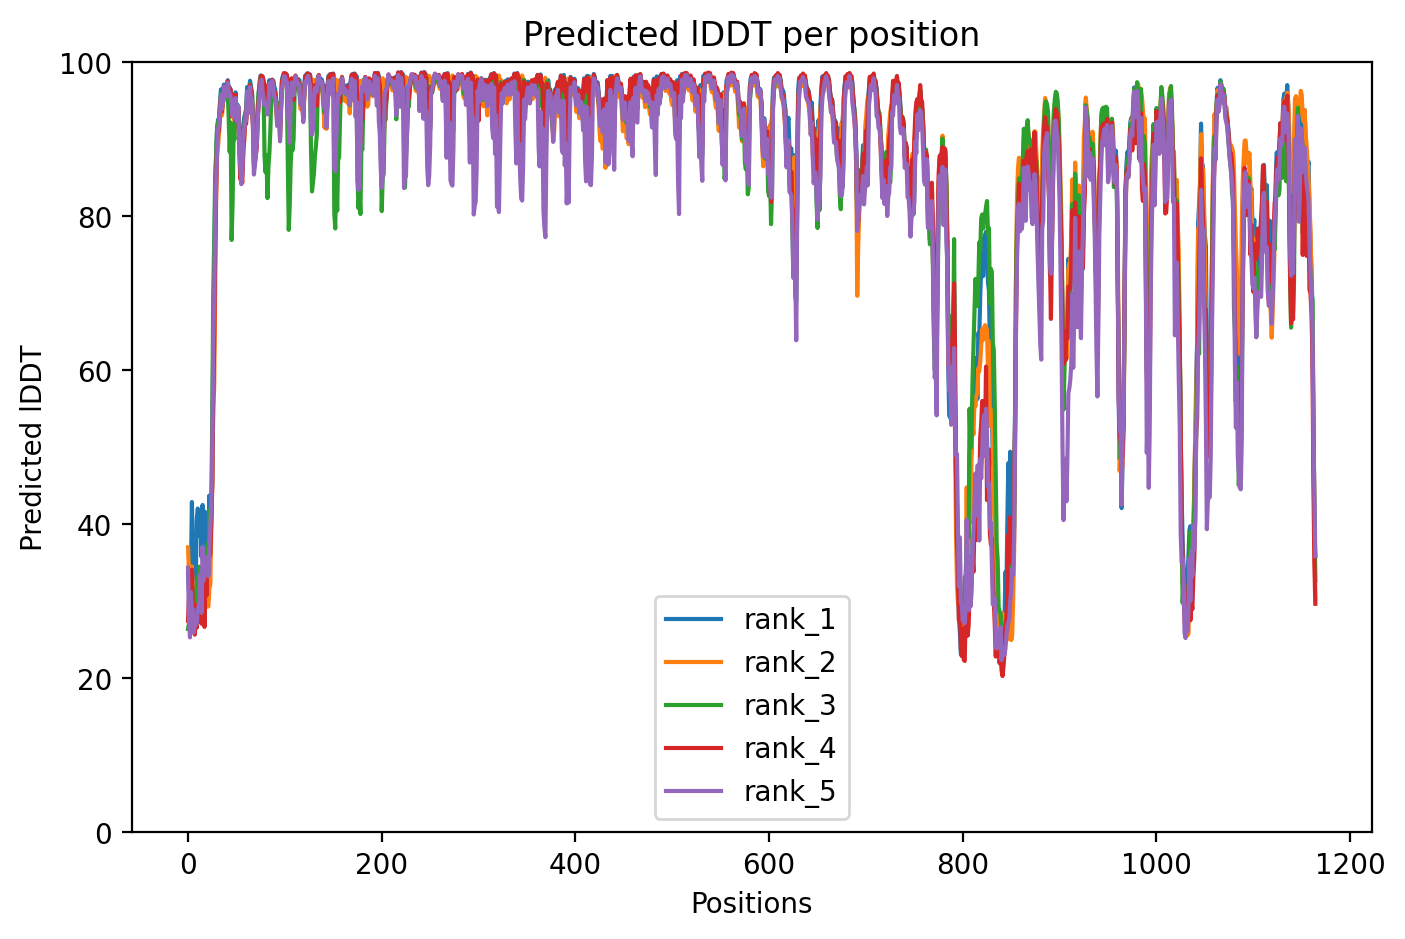 Predicted lDDT per position
100
80
60
40
20
0
Predicted lDDT
0 200 400 600 800 1000 1200
Positions
rank_1
rank_2
rank_3
rank_4
rank_5